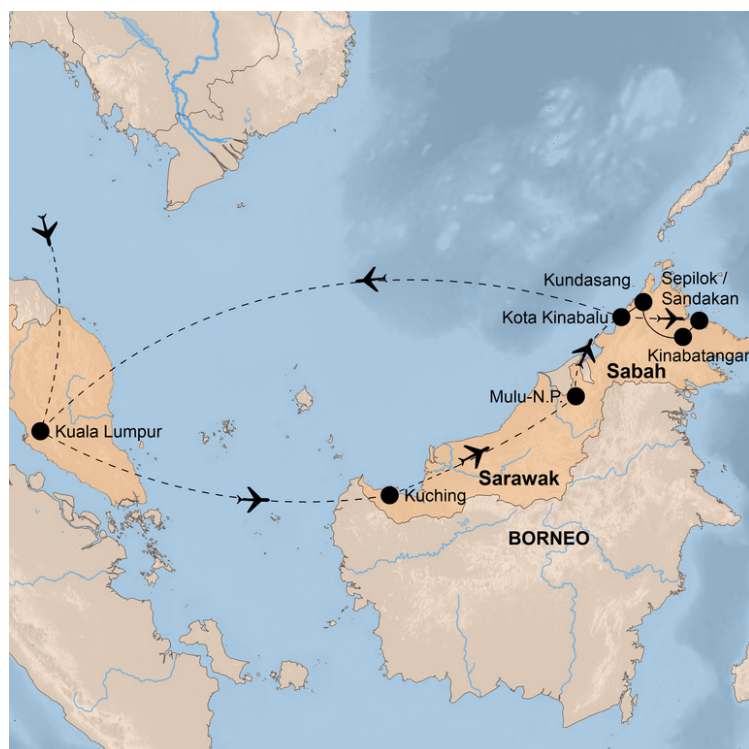 Kundasang
Sepilok /
Sandakan
Kota Kinabalu
Kinabatangan
Sabah
Mulu-N.P.
Kuala Lumpur
Sarawak
Kuching
BORNEO